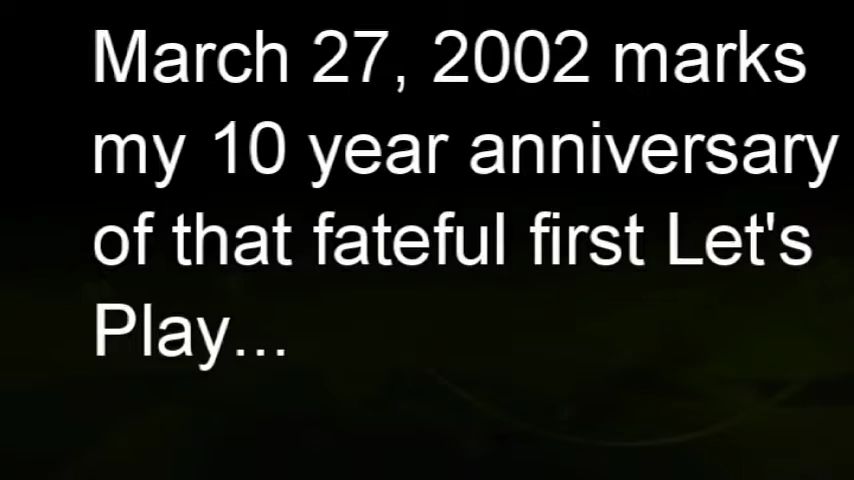 March 27, 2002 marks
my 10 year anniversary
of that fateful first Let's
Play...